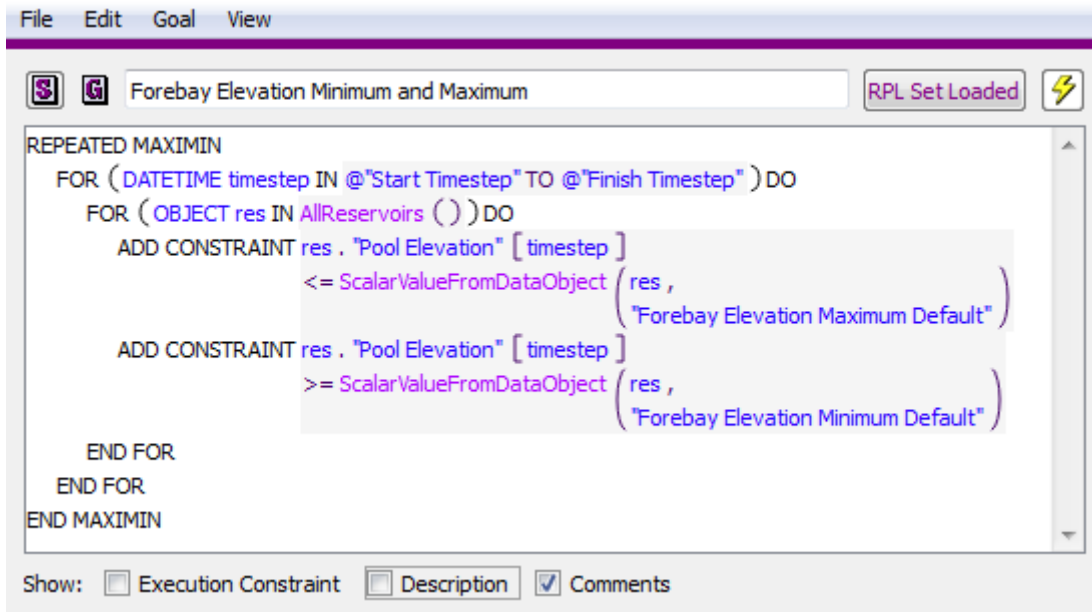 File Edit Goal View
S G Forebay Elevation Minimum and Maximum RPL Set Loaded
REPEATED MAXIMIN
FOR ( DATETIME timestep IN @"Start Timestep" TO @"Finish Timestep" ) DO
FOR ( OBJECT res IN AllReservoirs ( ) ) DO
ADD CONSTRAINT res . "Pool Elevation" [ timestep ]
<= ScalarValueFromDataObject ( res ,
"Forebay Elevation Maximum Default" )
ADD CONSTRAINT res . "Pool Elevation" [ timestep ]
>= ScalarValueFromDataObject ( res ,
"Forebay Elevation Minimum Default" )
END FOR
END FOR
END MAXIMIN
Show: Execution Constraint Description Comments